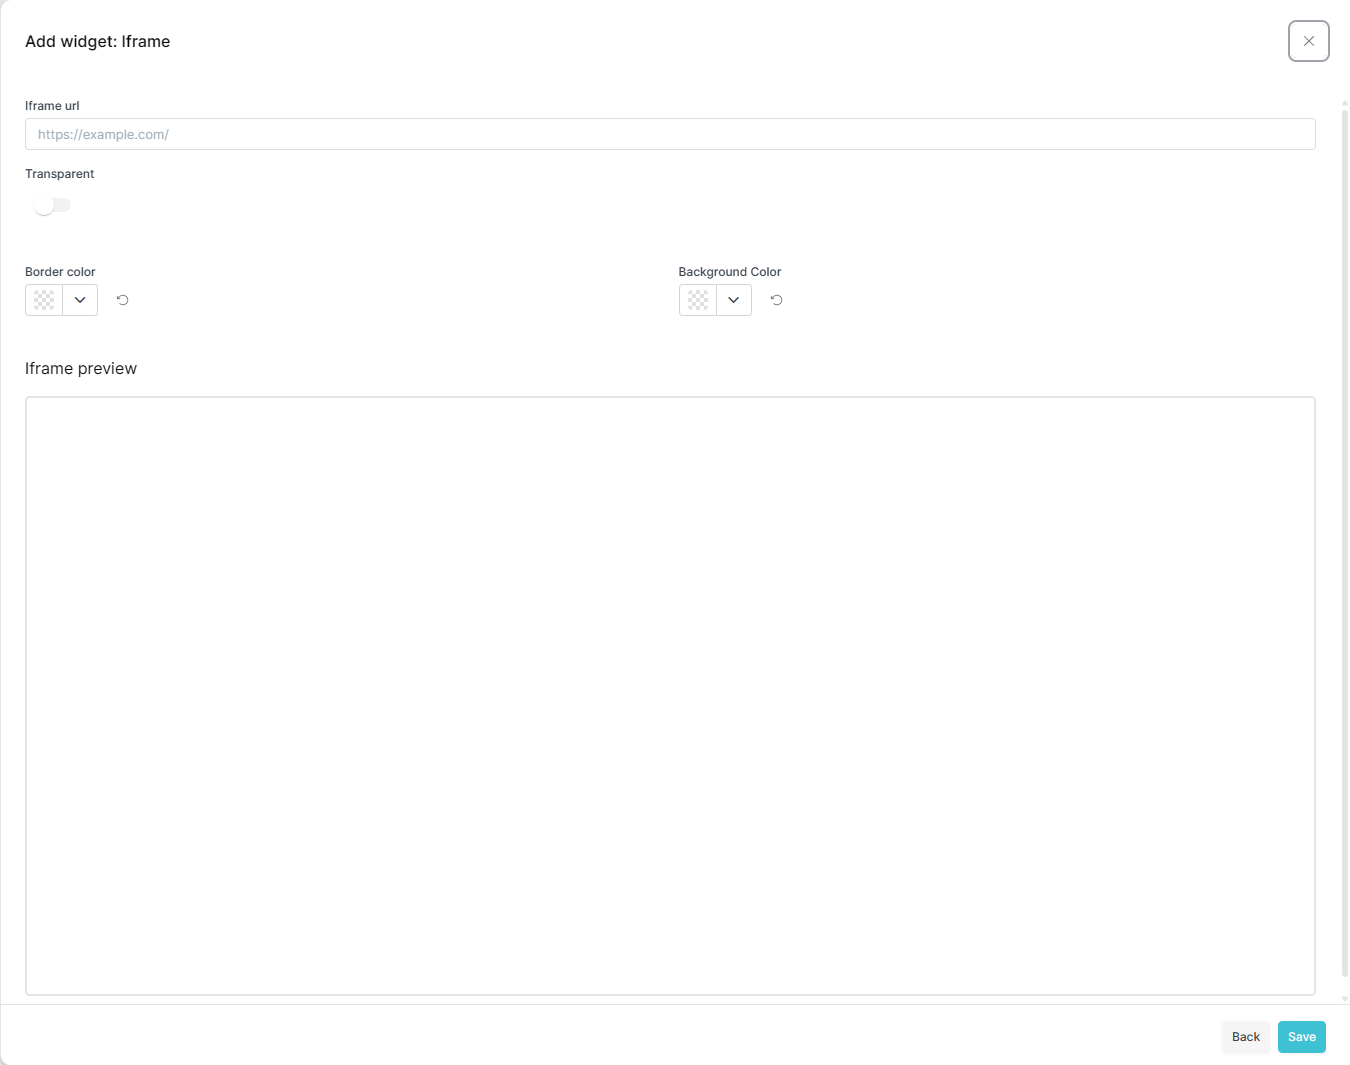 Add widget: Iframe
Iframe url
https://example.com/
Transparent
Border color
Background Color
Iframe preview
Back
Save